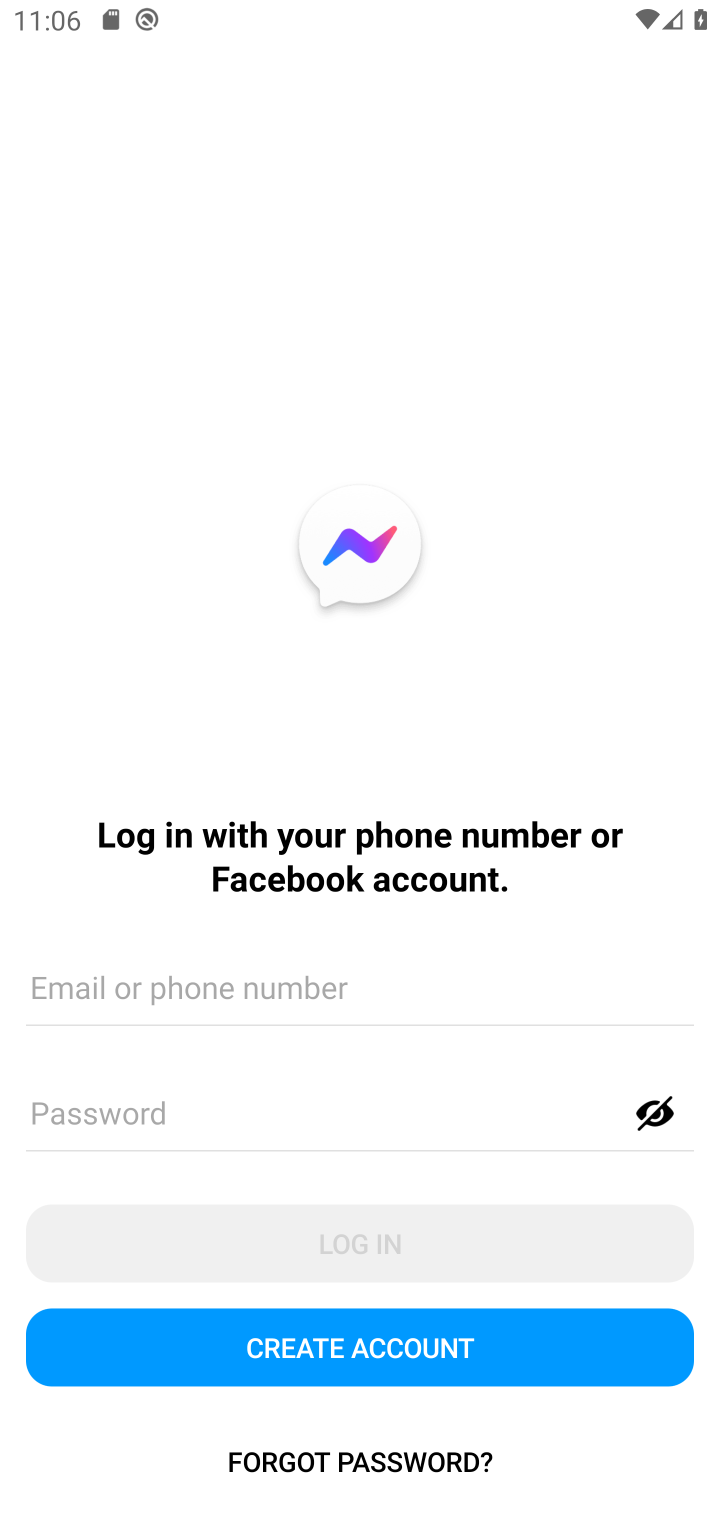 11:06
Log in with your phone number or
Facebook account.
Email or phone number
Password
LOG IN
CREATE ACCOUNT
FORGOT PASSWORD?